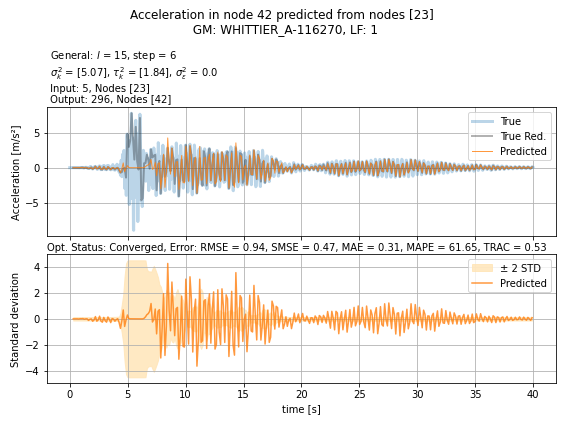 Acceleration in node 42 predicted from nodes [23]
GM: WHITTIER_A-116270, LF: 1
General: l = 15, step = 6
σ²ₖ = [5.07], τ²ₖ = [1.84], σ²ε = 0.0
Input: 5, Nodes [23]
Output: 296, Nodes [42]
Acceleration [m/s²]
5
0
−5
True
True Red.
Predicted
Opt. Status: Converged, Error: RMSE = 0.94, SMSE = 0.47, MAE = 0.31, MAPE = 61.65, TRAC = 0.53
Standard deviation
4
2
0
−2
−4
± 2 STD
Predicted
0 5 10 15 20 25 30 35 40
time [s]